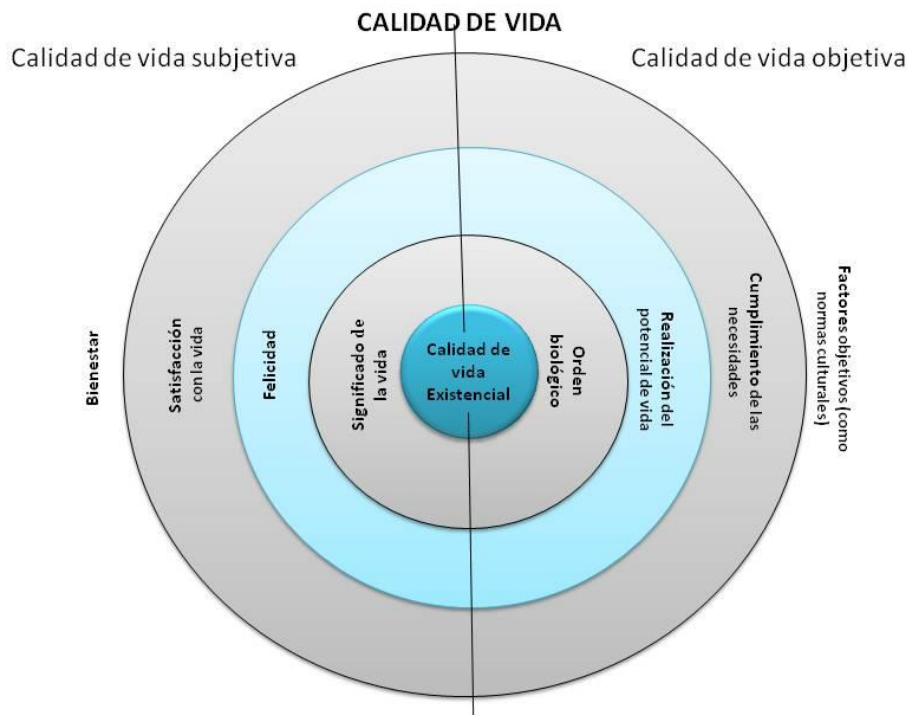 CALIDAD DE VIDA
Calidad de vida subjetiva
Calidad de vida objetiva
Bienestar
Satisfacción
con la vida
Felicidad
Significado de
la vida
Calidad de
vida
Existencial
Orden
biológico
Realización del
potencial de vida
Cumplimiento de las
necesidades
Factores objetivos (como
normas culturales)